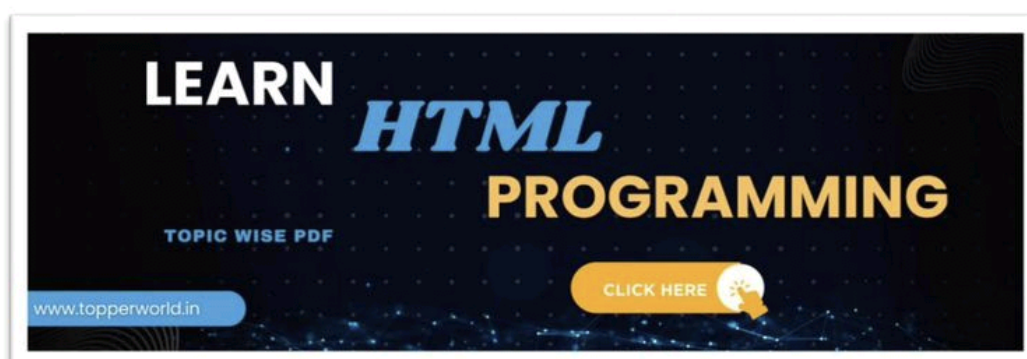 LEARN
HTML
PROGRAMMING
TOPIC WISE PDF
CLICK HERE
www.topperworld.in